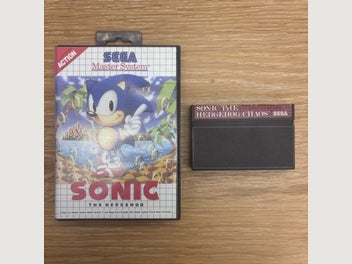 ACTION
SEGA
Master System
SONIC
THE HEDGEHOG
SONIC THE
HEDGEHOG CHAOS
SEGA